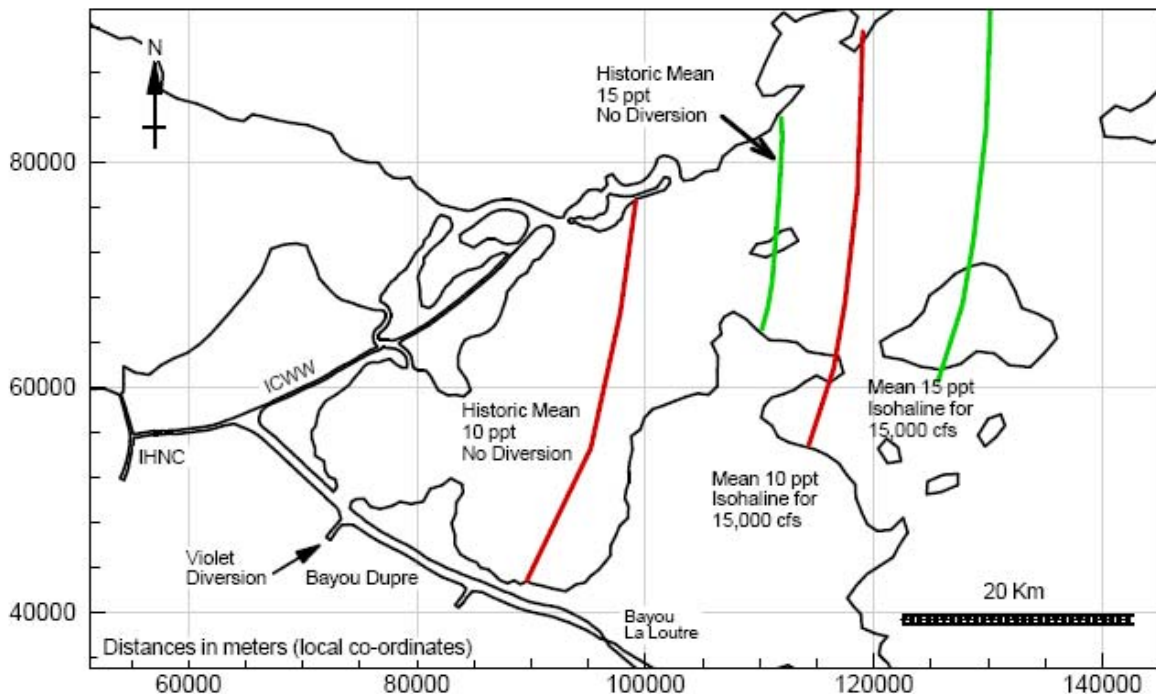 N
Historic Mean
15 ppt
No Diversion
80000
ICWW
60000
Historic Mean
10 ppt
No Diversion
Mean 15 ppt
Isohaline for
15,000 cfs
IHNC
Mean 10 ppt
Isohaline for
15,000 cfs
Violet
Diversion
Bayou Dupre
20 Km
40000
Bayou
La Loutre
Distances in meters (local co-ordinates)
60000 80000 100000 120000 140000